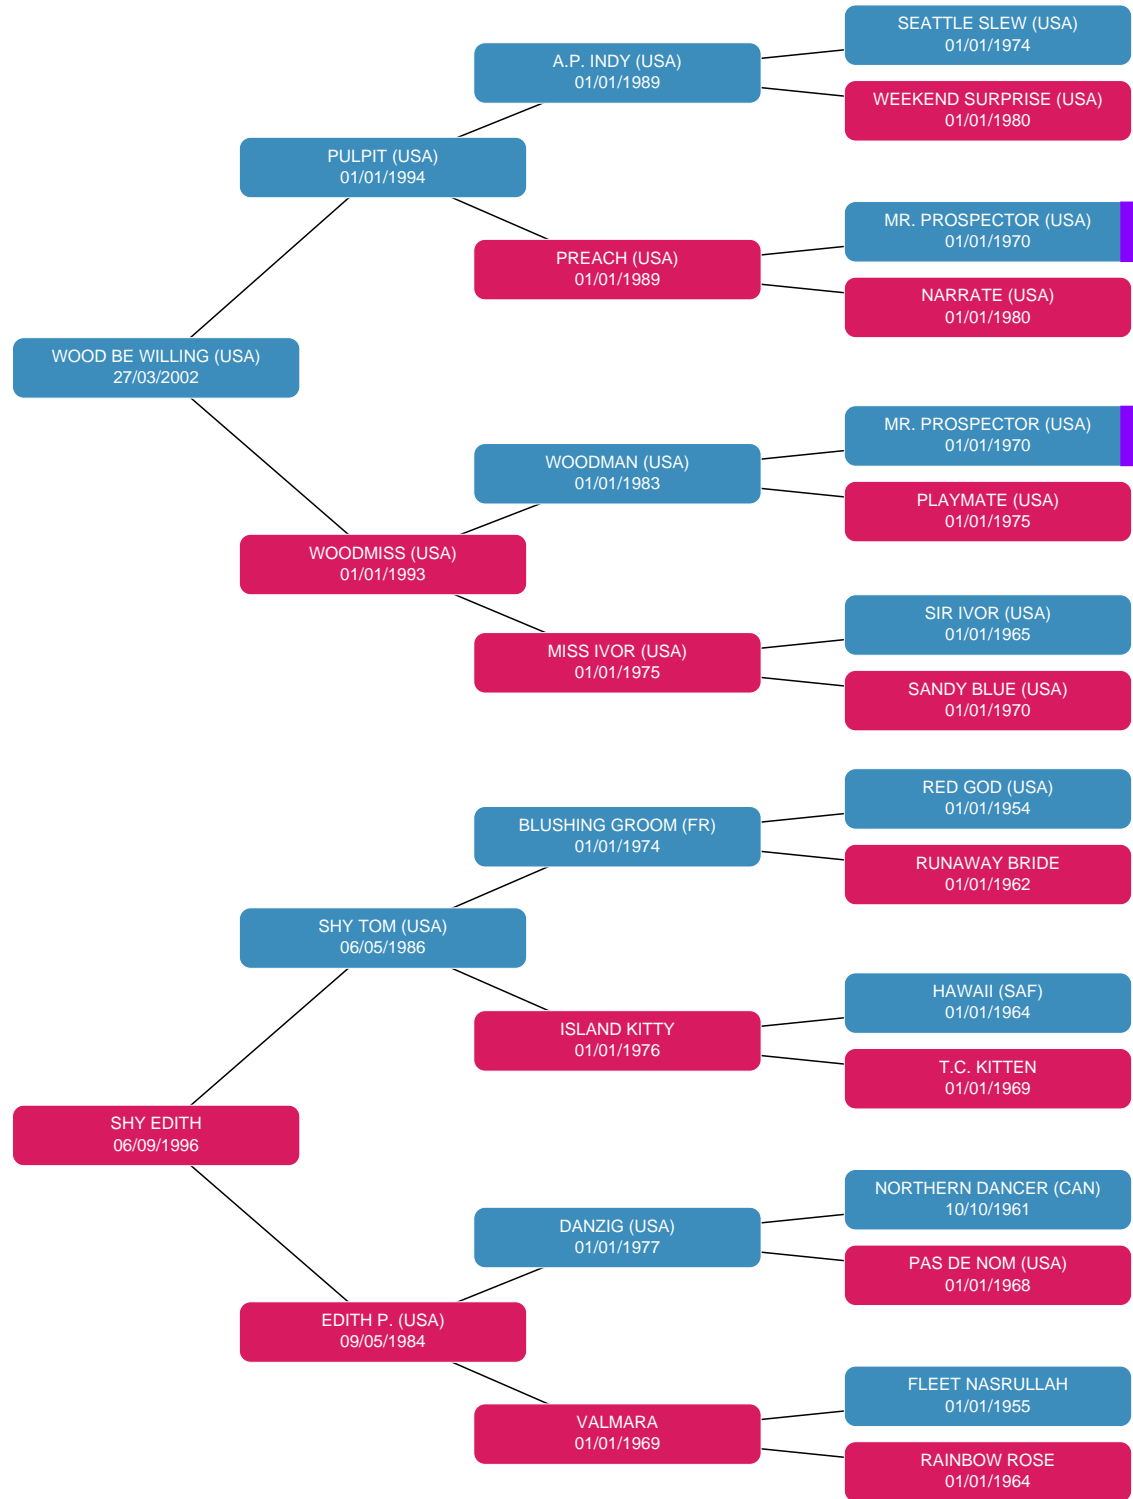 SEATTLE SLEW (USA)
01/01/1974
A.P. INDY (USA)
01/01/1989
WEEKEND SURPRISE (USA)
01/01/1980
PULPIT (USA)
01/01/1994
MR. PROSPECTOR (USA)
01/01/1970
PREACH (USA)
01/01/1989
NARRATE (USA)
01/01/1980
WOOD BE WILLING (USA)
27/03/2002
MR. PROSPECTOR (USA)
01/01/1970
WOODMAN (USA)
01/01/1983
PLAYMATE (USA)
01/01/1975
WOODMISS (USA)
01/01/1993
SIR IVOR (USA)
01/01/1965
MISS IVOR (USA)
01/01/1975
SANDY BLUE (USA)
01/01/1970
RED GOD (USA)
01/01/1954
BLUSHING GROOM (FR)
01/01/1974
RUNAWAY BRIDE
01/01/1962
SHY TOM (USA)
06/05/1986
HAWAII (SAF)
01/01/1964
ISLAND KITTY
01/01/1976
T.C. KITTEN
01/01/1969
SHY EDITH
06/09/1996
NORTHERN DANCER (CAN)
10/10/1961
DANZIG (USA)
01/01/1977
PAS DE NOM (USA)
01/01/1968
EDITH P. (USA)
09/05/1984
FLEET NASRULLAH
01/01/1955
VALMARA
01/01/1969
RAINBOW ROSE
01/01/1964